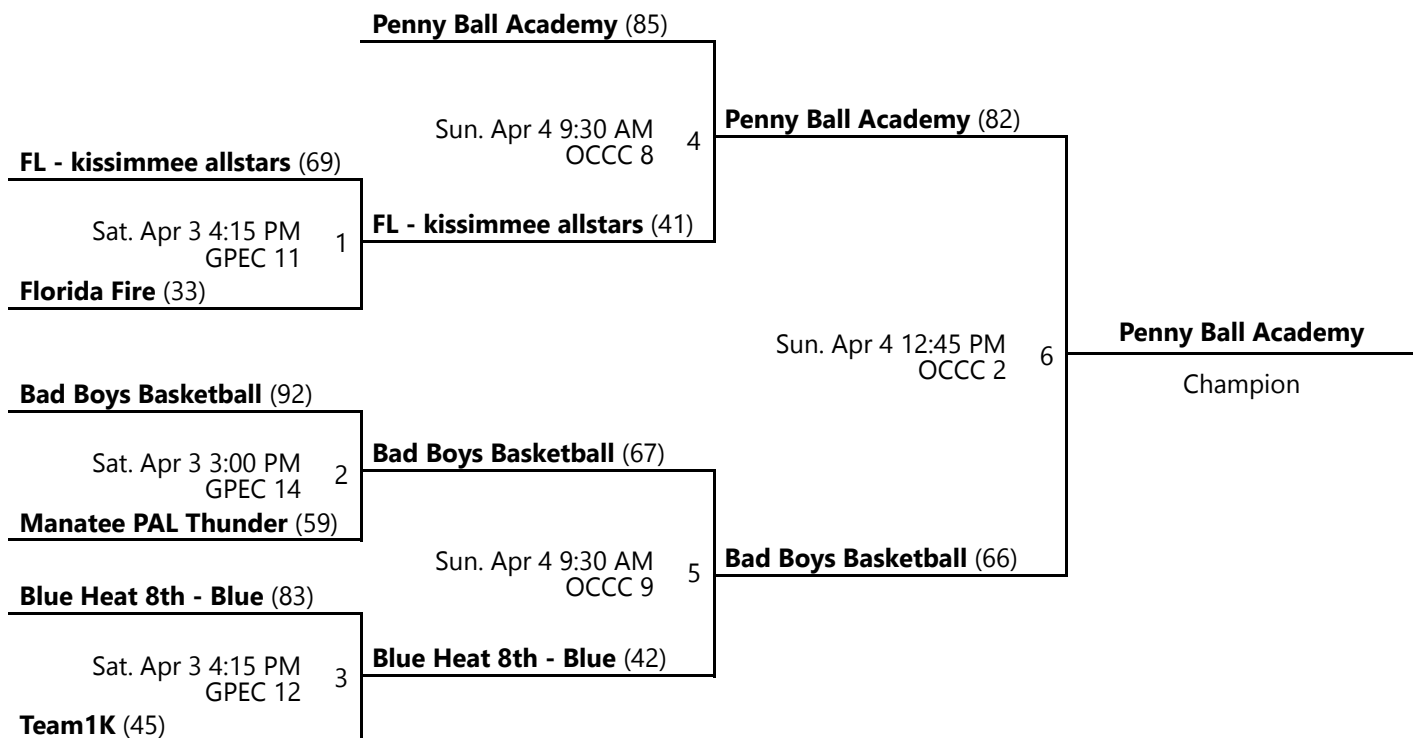 Penny Ball Academy (85)
Sun. Apr 4 9:30 AM
OCCC 8
4
Penny Ball Academy (82)
FL - kissimmee allstars (69)
Sat. Apr 3 4:15 PM
GPEC 11
1
FL - kissimmee allstars (41)
Florida Fire (33)
Sun. Apr 4 12:45 PM
OCCC 2
6
Penny Ball Academy
Champion
Bad Boys Basketball (92)
Sat. Apr 3 3:00 PM
GPEC 14
2
Bad Boys Basketball (67)
Manatee PAL Thunder (59)
Sun. Apr 4 9:30 AM
OCCC 9
5
Bad Boys Basketball (66)
Blue Heat 8th - Blue (83)
Sat. Apr 3 4:15 PM
GPEC 12
3
Blue Heat 8th - Blue (42)
Team1K (45)